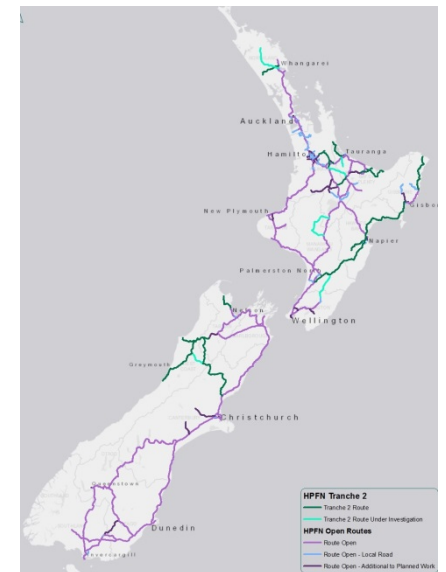 Whangarei
Auckland
Hamilton
Tauranga
Gisbor
New Plymouth
Napier
Palmerston North
Wellington
Nelson
Greymouth
Christchurch
Queenstown
Dunedin
Invercargill
HPFN Tranche 2
Tranche 2 Route
Tranche 2 Route Under Investigation
HPFN Open Routes
Route Open
Route Open - Local Road
Route Open - Additional to Planned Work